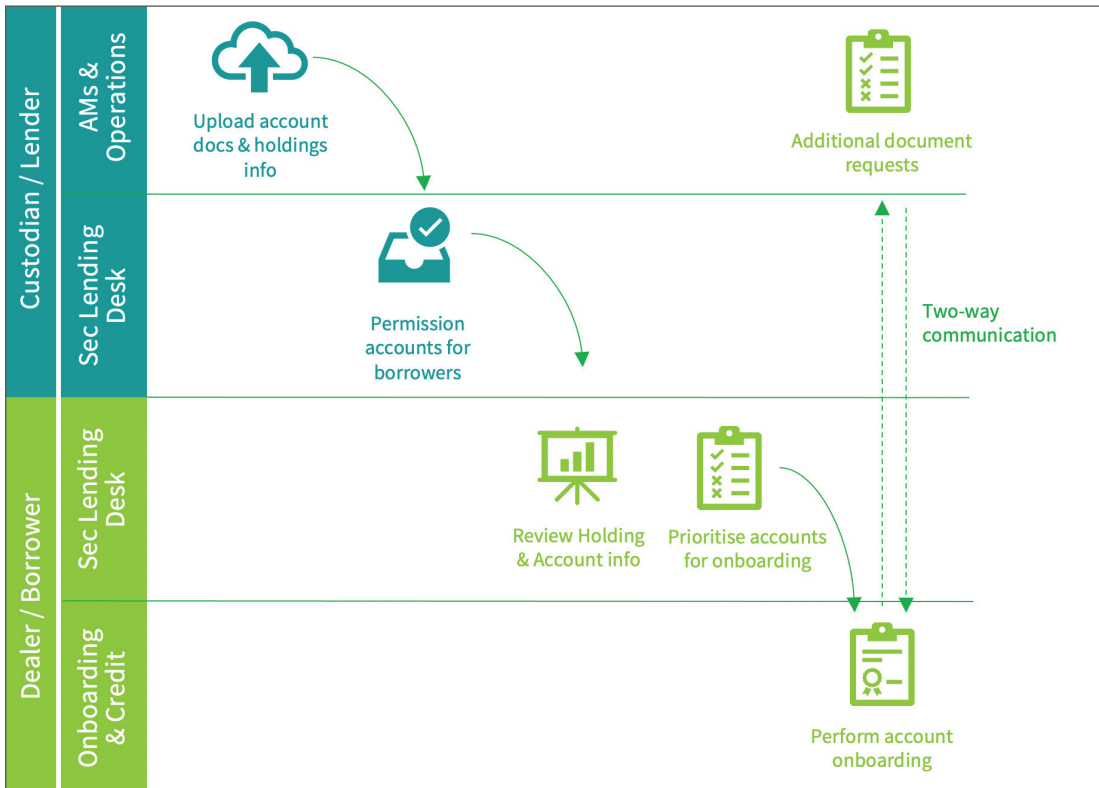 Custodian / Lender
AMs &
Operations
Upload account
docs & holdings
info
Additional document
requests
Sec Lending
Desk
Permission
accounts for
borrowers
Two-way
communication
Dealer / Borrower
Sec Lending
Desk
Review Holding
& Account info
Prioritise accounts
for onboarding
Onboarding
& Credit
Perform account
onboarding